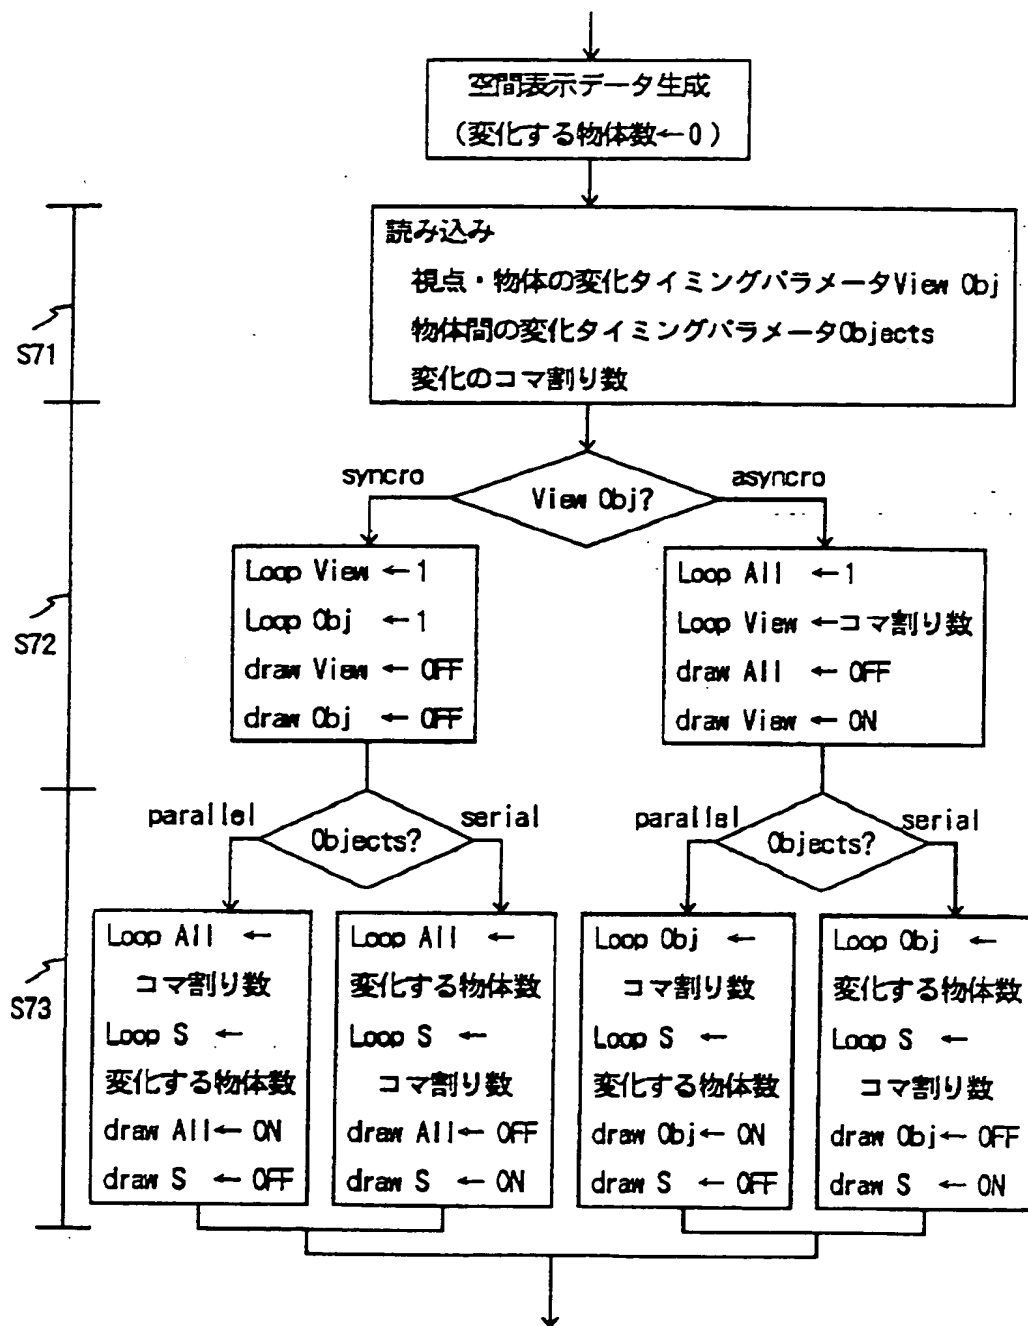 空間表示データ生成
(変化する物体数←0)
読み込み
視点・物体の変化タイミングパラメータView Obj
物体間の変化タイミングパラメータObjects
変化のコマ割り数
S71
syncro
View Obj?
asyncro
Loop View ←1
Loop Obj ←1
draw View ← OFF
draw Obj ← OFF
Loop All ←1
Loop View ←コマ割り数
draw All ← OFF
draw View ← ON
S72
parallel
Objects?
serial
parallel
Objects?
serial
Loop All ←
コマ割り数
Loop S ←
変化する物体数
draw All← ON
draw S ← OFF
Loop All ←
変化する物体数
Loop S ←
コマ割り数
draw All← OFF
draw S ← ON
Loop Obj ←
コマ割り数
Loop S ←
変化する物体数
draw Obj← ON
draw S ← OFF
Loop Obj ←
変化する物体数
Loop S ←
コマ割り数
draw Obj← OFF
draw S ← ON
S73